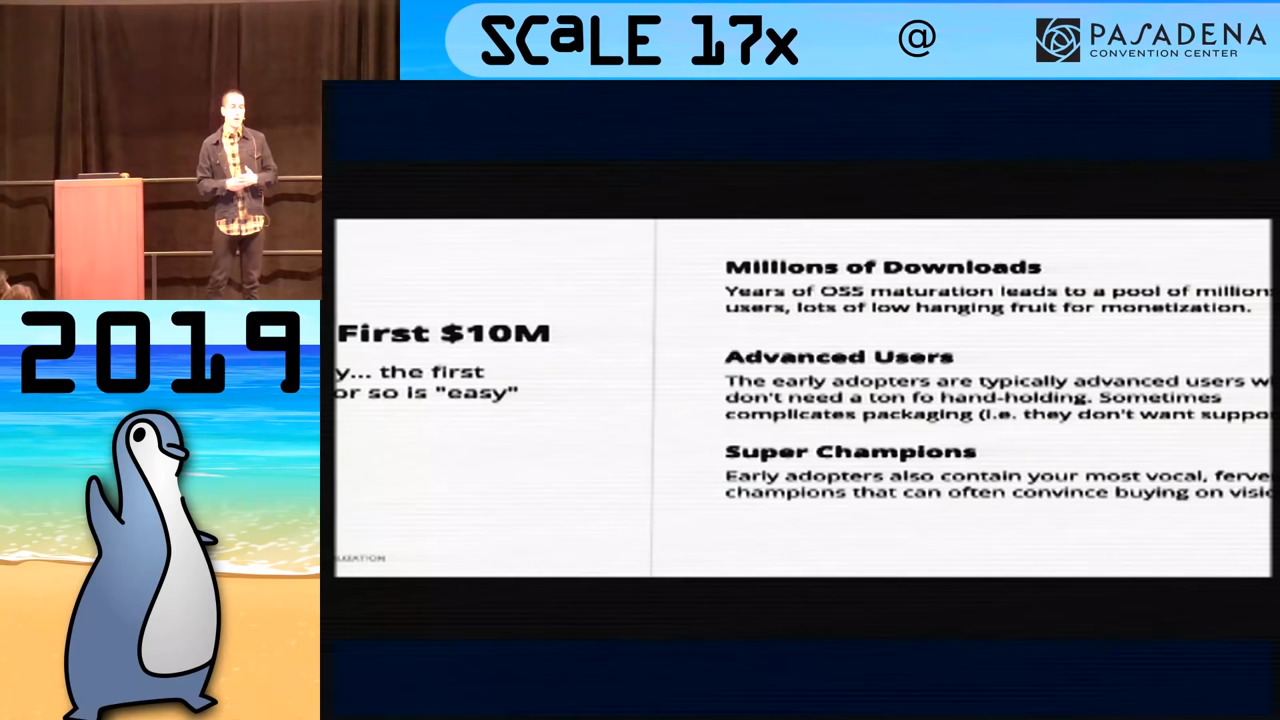 SCaLE 17x
@
PASADENA
CONVENTION CENTER
2019
First $10M
y... the first
or so is "easy"
Millions of Downloads
Years of OSS maturation leads to a pool of million
users, lots of low hanging fruit for monetization.
Advanced Users
The early adopters are typically advanced users w
don't need a ton fo hand-holding. Sometimes
complicates packaging (i.e. they don't want suppo
Super Champions
Early adopters also contain your most vocal, ferve
champions that can often convince buying on visi